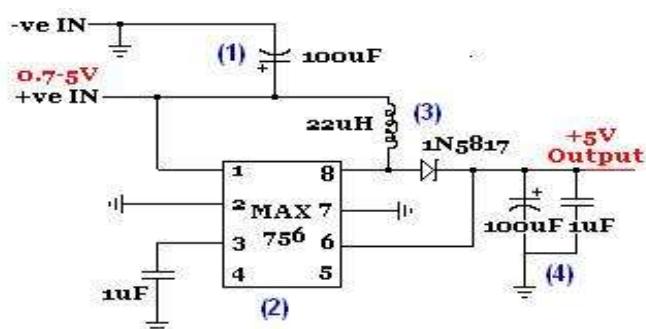 -ve IN
(1)
100uF
+
0.7-5V
+ve IN
22uH
(3)
1N5817
+5V
Output
1 8
2 MAX 7
3 756 6
4 5
+
100uF 1uF
1uF
(2)
(4)